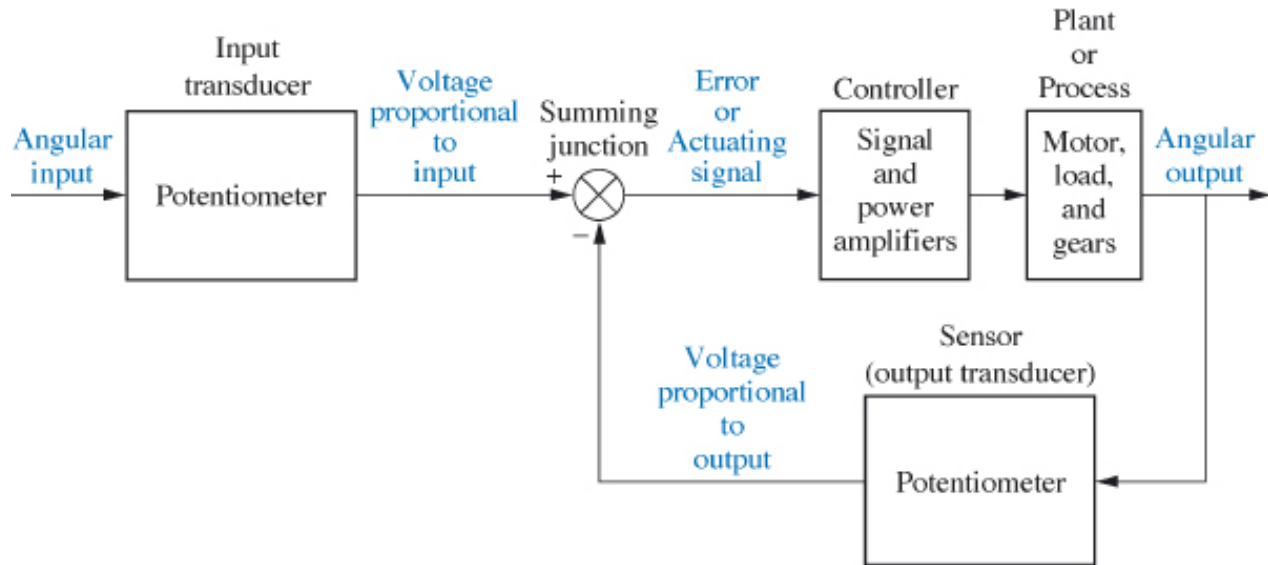 Input
transducer
Angular
input
Potentiometer
Voltage
proportional
to
input
Summing
junction
+
−
Error
or
Actuating
signal
Controller
Signal
and
power
amplifiers
Plant
or
Process
Motor,
load,
and
gears
Angular
output
Voltage
proportional
to
output
Sensor
(output transducer)
Potentiometer